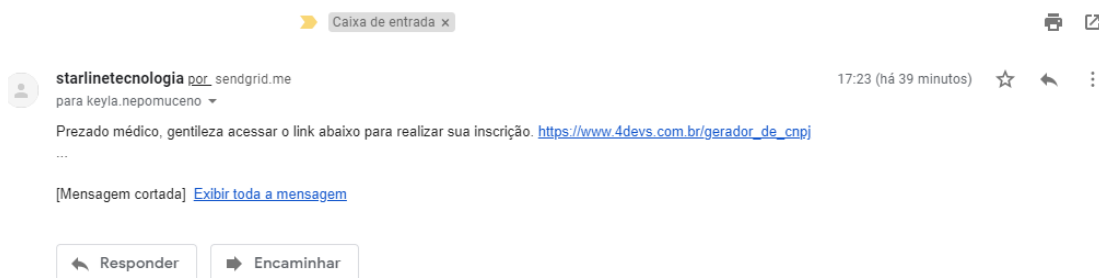 Caixa de entrada x
starlinetecnologia por sendgrid.me 17:23 (há 39 minutos)
para keyla.nepomuceno
Prezado médico, gentileza acessar o link abaixo para realizar sua inscrição. https://www.4devs.com.br/gerador_de_cnpj
...
[Mensagem cortada] Exibir toda a mensagem
Responder Encaminhar